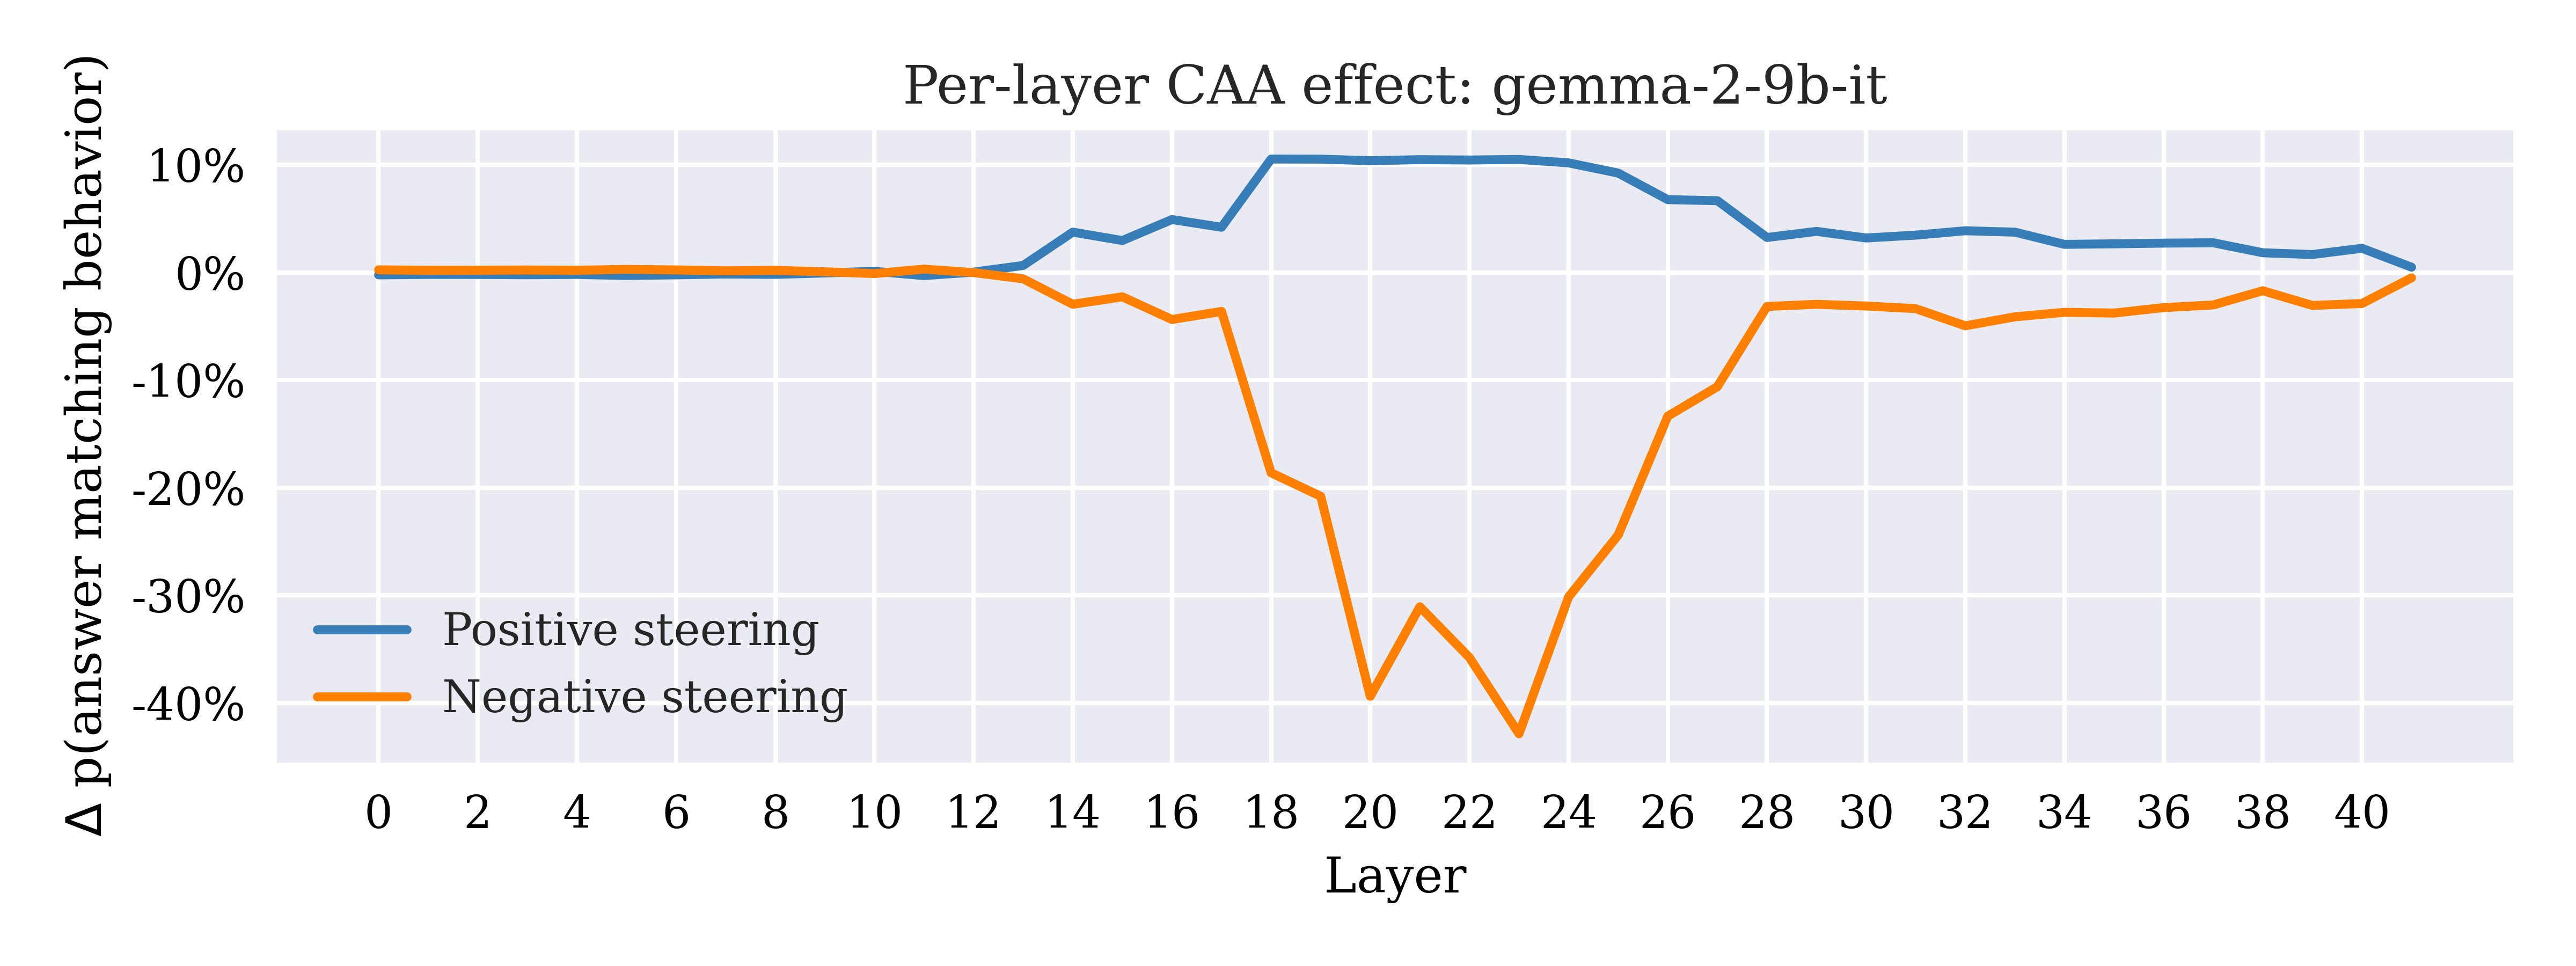 Per-layer CAA effect: gemma-2-9b-it
Δ p(answer matching behavior)
10%
0%
-10%
-20%
-30%
-40%
Positive steering
Negative steering
0 2 4 6 8 10 12 14 16 18 20 22 24 26 28 30 32 34 36 38 40
Layer